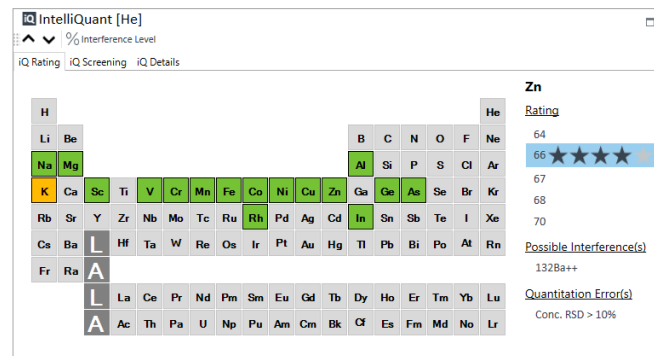 iQ IntelliQuant [He]
% Interference Level
iQ Rating iQ Screening iQ Details
Zn
Rating
64
66
67
68
70
Possible Interference(s)
132Ba++
Quantitation Error(s)
Conc. RSD > 10%
H He
Li Be B C N O F Ne
Na Mg Al Si P S Cl Ar
K Ca Sc Ti V Cr Mn Fe Co Ni Cu Zn Ga Ge As Se Br Kr
Rb Sr Y Zr Nb Mo Tc Ru Rh Pd Ag Cd In Sn Sb Te I Xe
Cs Ba L Hf Ta W Re Os Ir Pt Au Hg Tl Pb Bi Po At Rn
Fr Ra A
L La Ce Pr Nd Pm Sm Eu Gd Tb Dy Ho Er Tm Yb Lu
A Ac Th Pa U Np Pu Am Cm Bk Cf Es Fm Md No Lr